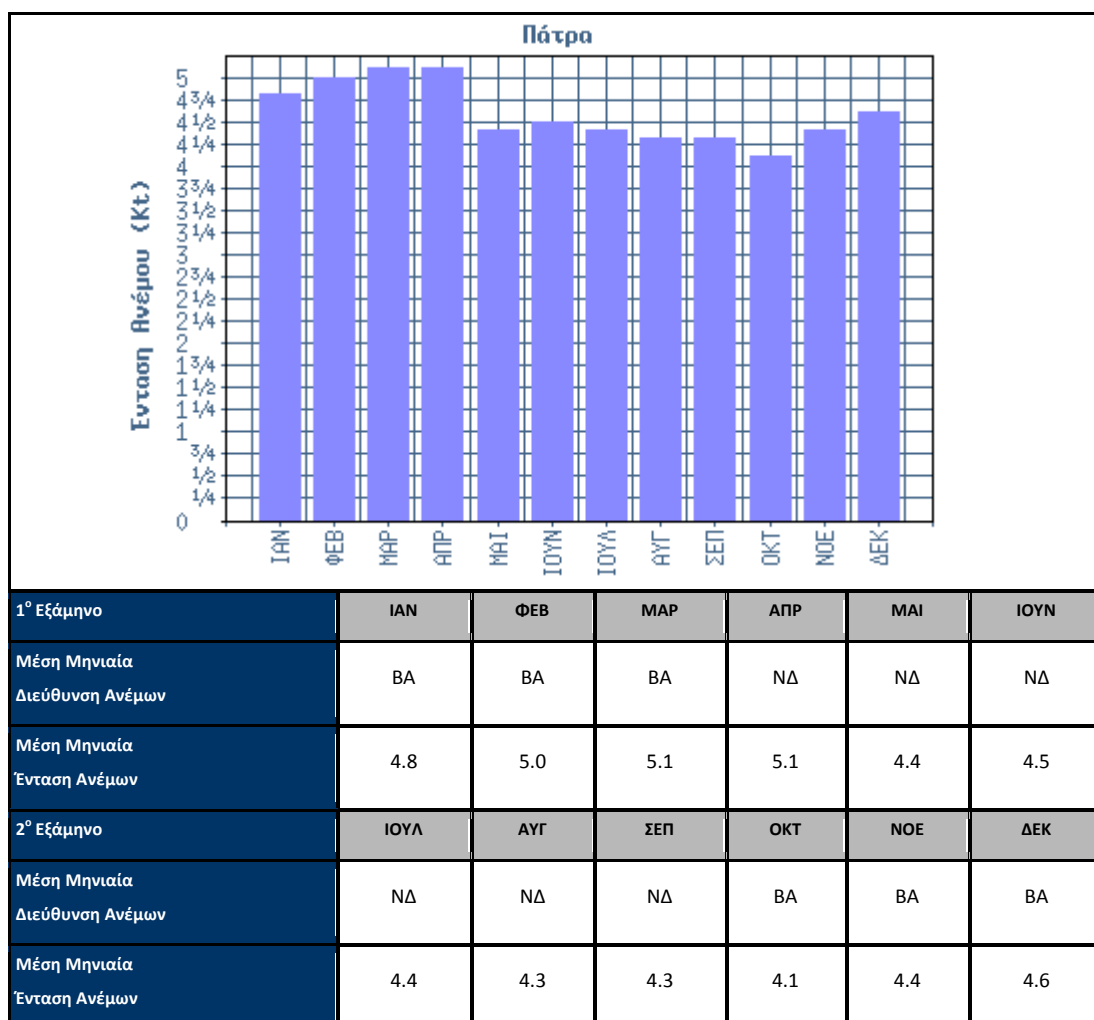 Πάτρα
Ένταση Ανέμου (Kt)
5
4 3/4
4 1/2
4 1/4
4
3 3/4
3 1/2
3 1/4
3
2 3/4
2 1/2
2 1/4
2
1 3/4
1 1/2
1 1/4
1
3/4
1/2
1/4
0
ΙΑΝ ΦΕΒ ΜΑΡ ΑΠΡ ΜΑΙ ΙΟΥΝ ΙΟΥΛ ΑΥΓ ΣΕΠ ΟΚΤ ΝΟΕ ΔΕΚ
1ο Εξάμηνο ΙΑΝ ΦΕΒ ΜΑΡ ΑΠΡ ΜΑΙ ΙΟΥΝ
Μέση Μηνιαία
Διεύθυνση Ανέμων ΒΑ ΒΑ ΒΑ ΝΔ ΝΔ ΝΔ
Μέση Μηνιαία
Ένταση Ανέμων 4.8 5.0 5.1 5.1 4.4 4.5
2ο Εξάμηνο ΙΟΥΛ ΑΥΓ ΣΕΠ ΟΚΤ ΝΟΕ ΔΕΚ
Μέση Μηνιαία
Διεύθυνση Ανέμων ΝΔ ΝΔ ΝΔ ΒΑ ΒΑ ΒΑ
Μέση Μηνιαία
Ένταση Ανέμων 4.4 4.3 4.3 4.1 4.4 4.6